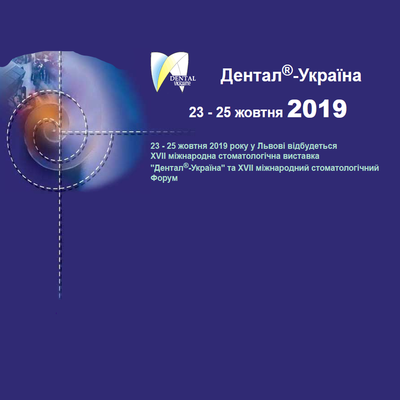 DENTAL
UKRAINE
Дентал®-Україна
23 - 25 жовтня 2019
23 - 25 жовтня 2019 року у Львові відбудеться
XVII міжнародна стоматологічна виставка
"Дентал®-Україна" та XVII міжнародний стоматологічний
Форум